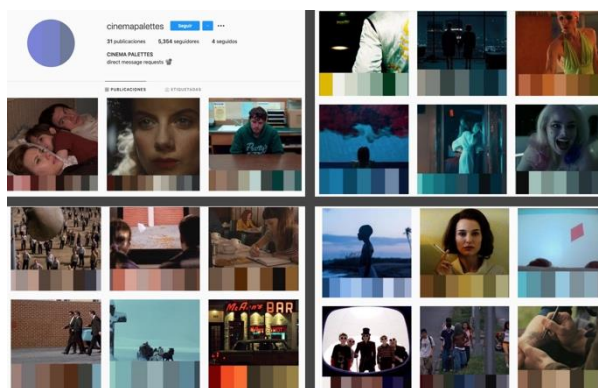 cinemapalettes Seguir
31 publicaciones 5,354 seguidores 4 seguidos
CINEMA PALETTES
direct message requests
PUBLICACIONES ETIQUETADAS
BAR